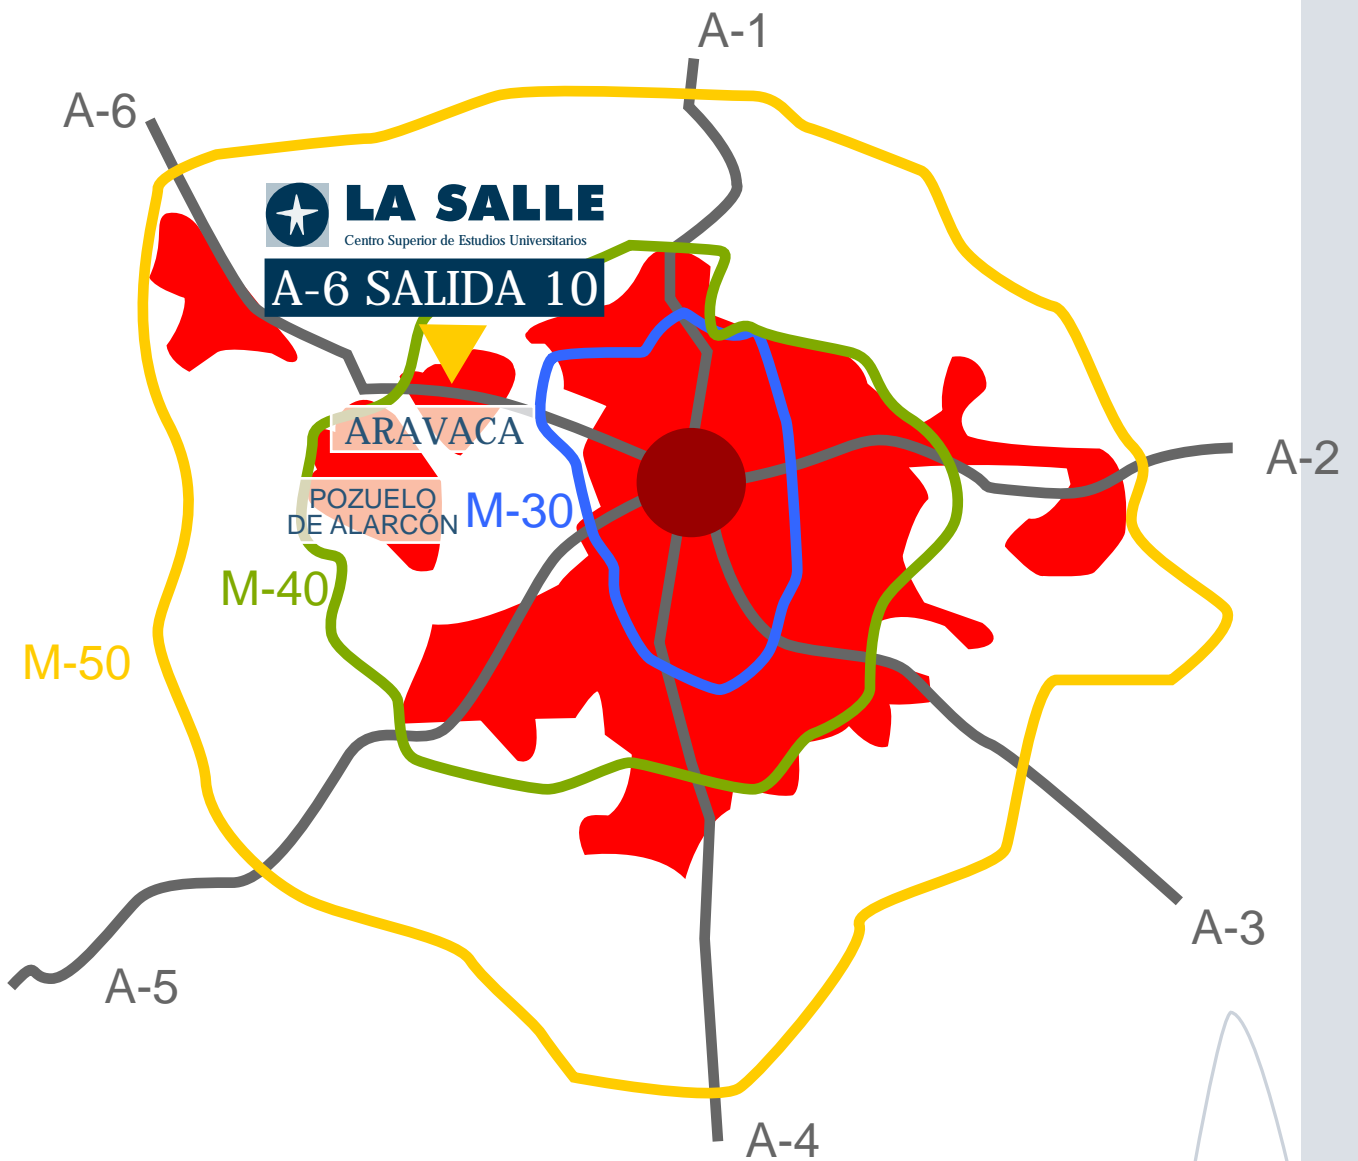 A-1
A-6
LA SALLE
Centro Superior de Estudios Universitarios
A-6 SALIDA 10
ARAVACA
A-2
POZUELO
DE ALARCÓN
M-30
M-40
M-50
A-3
A-5
A-4